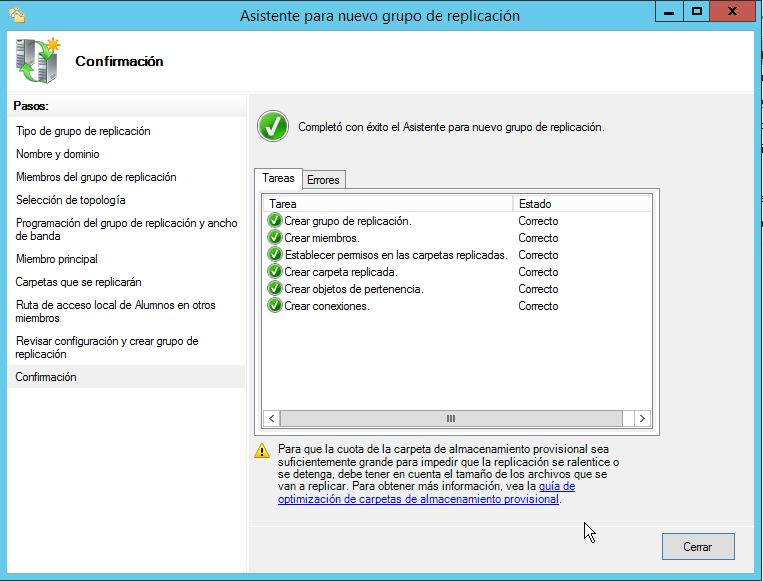 Asistente para nuevo grupo de replicación
Confirmación
Pasos:
Tipo de grupo de replicación
Nombre y dominio
Miembros del grupo de replicación
Selección de topología
Programación del grupo de replicación y ancho
de banda
Miembro principal
Carpetas que se replicarán
Ruta de acceso local de Alumnos en otros
miembros
Revisar configuración y crear grupo de
replicación
Confirmación
Completó con éxito el Asistente para nuevo grupo de replicación.
Tareas Errores
Tarea Estado
Crear grupo de replicación. Correcto
Crear miembros. Correcto
Establecer permisos en las carpetas replicadas. Correcto
Crear carpeta replicada. Correcto
Crear objetos de pertenencia. Correcto
Crear conexiones. Correcto
Para que la cuota de la carpeta de almacenamiento provisional sea
suficientemente grande para impedir que la replicación se ralentice o
se detenga, debe tener en cuenta el tamaño de los archivos que se
van a replicar. Para obtener más información, vea la guía de
optimización de carpetas de almacenamiento provisional.
Cerrar